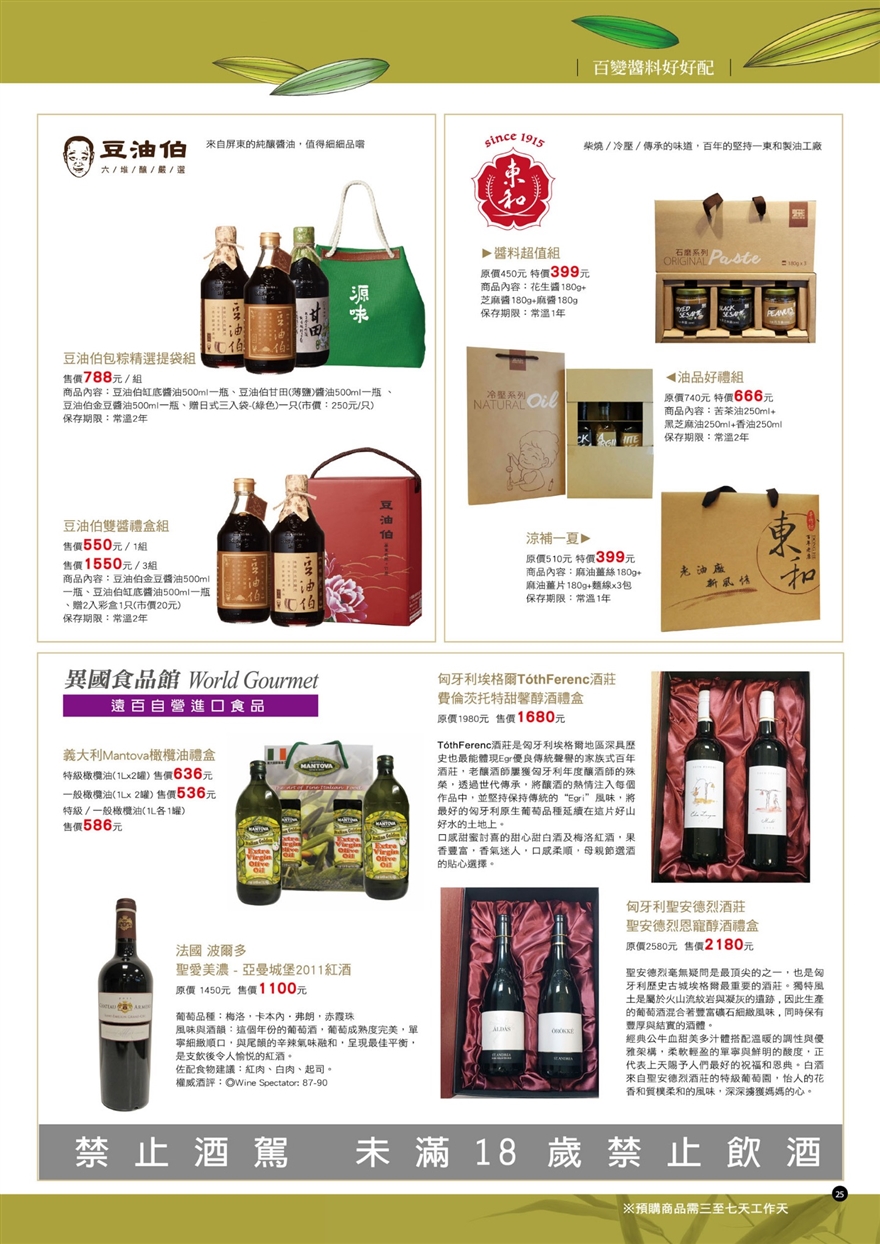 百變醬料好好配
豆油伯
六/堆/釀/嚴/選
來自屏東的純釀醬油，值得細細品嚐
源味
豆油伯
豆油伯
甘田
豆油伯包粽精選提袋組
售價788元 / 組
商品內容：豆油伯缸底醬油500ml一瓶、豆油伯甘田(薄鹽)醬油500ml一瓶 、
豆油伯金豆醬油500ml一瓶、贈日式三入袋-(綠色)一只(市價：250元/只)
保存期限：常溫2年
豆油伯雙醬禮盒組
售價550元 / 1組
售價1550元 / 3組
商品內容：豆油伯金豆醬油500ml
一瓶、豆油伯缸底醬油500ml一瓶
、贈2入彩盒1只(市價20元)
保存期限：常溫2年
豆油伯
豆油伯
since 1915
東和
柴燒 / 冷壓 / 傳承的味道，百年的堅持—東和製油工廠
▶醬料超值組
原價450元 特價399元
商品內容：花生醬180g+
芝麻醬180g+麻醬180g
保存期限：常溫1年
石磨系列
ORIGINAL Paste
180g x 3
BLACK SESAME
PEANUT
◀油品好禮組
原價740元 特價666元
商品內容：苦茶油250ml+
黑芝麻油250ml+香油250ml
保存期限：常溫2年
冷壓系列
NATURAL Oil
涼補一夏▶
原價510元 特價399元
商品內容：麻油薑絲180g+
麻油薑片180g+麵線x3包
保存期限：常溫1年
老油廠
新風情
東和
異國食品館 World Gourmet
遠百自營進口食品
義大利Mantova橄欖油禮盒
特級橄欖油(1Lx2罐) 售價636元
一般橄欖油(1Lx 2罐) 售價536元
特級 / 一般橄欖油(1L各1罐)
售價586元
MANTOVA
The Art of Fine Italian Food
Extra Virgin Olive Oil
Extra Virgin Olive Oil
Extra Virgin Olive Oil
Extra Virgin Olive Oil
法國 波爾多
聖愛美濃 - 亞曼城堡2011紅酒
原價 1450元 售價1100元
葡萄品種：梅洛，卡本內．弗朗，赤霞珠
風味與酒韻：這個年份的葡萄酒，葡萄成熟度完美，單
寧細緻順口，與尾韻的辛辣氣味融和，呈現最佳平衡，
是支飲後令人愉悅的紅酒。
佐配食物建議：紅肉、白肉、起司。
權威酒評：◎Wine Spectator: 87-90
匈牙利埃格爾TóthFerenc酒莊
費倫茨托特甜馨醇酒禮盒
原價1980元 售價1680元
TóthFerenc酒莊是匈牙利埃格爾地區深具歷
史也最能體現Egr優良傳統聲譽的家族式百年
酒莊，老釀酒師屢獲匈牙利年度釀酒師的殊
榮，透過世代傳承，將釀酒的熱情注入每個
作品中，並堅持保持傳統的“Egri”風味，將
最好的匈牙利原生葡萄品種延續在這片好山
好水的土地上。
口感甜蜜討喜的甜心甜白酒及梅洛紅酒，果
香豐富，香氣迷人，口感柔順，母親節選酒
的貼心選擇。
匈牙利聖安德烈酒莊
聖安德烈恩寵醇酒禮盒
原價2580元 售價2180元
聖安德烈毫無疑問是最頂尖的之一，也是匈
牙利歷史古城埃格爾最重要的酒莊。獨特風
土是屬於火山流紋岩與凝灰的遺跡，因此生產
的葡萄酒混合著豐富礦石細緻風味，同時保有
豐厚與結實的酒體。
經典公牛血甜美多汁體搭配溫暖的調性與優
雅架構，柔軟輕盈的單寧與鮮明的酸度，正
代表上天賜予人們最好的祝福和恩典。白酒
來自聖安德烈酒莊的特級葡萄園，怡人的花
香和質樸柔和的風味，深深擄獲媽媽的心。
ÁLDÁS
ÖRÖKKÉ
禁止酒駕 未滿18歲禁止飲酒
25
※預購商品需三至七天工作天